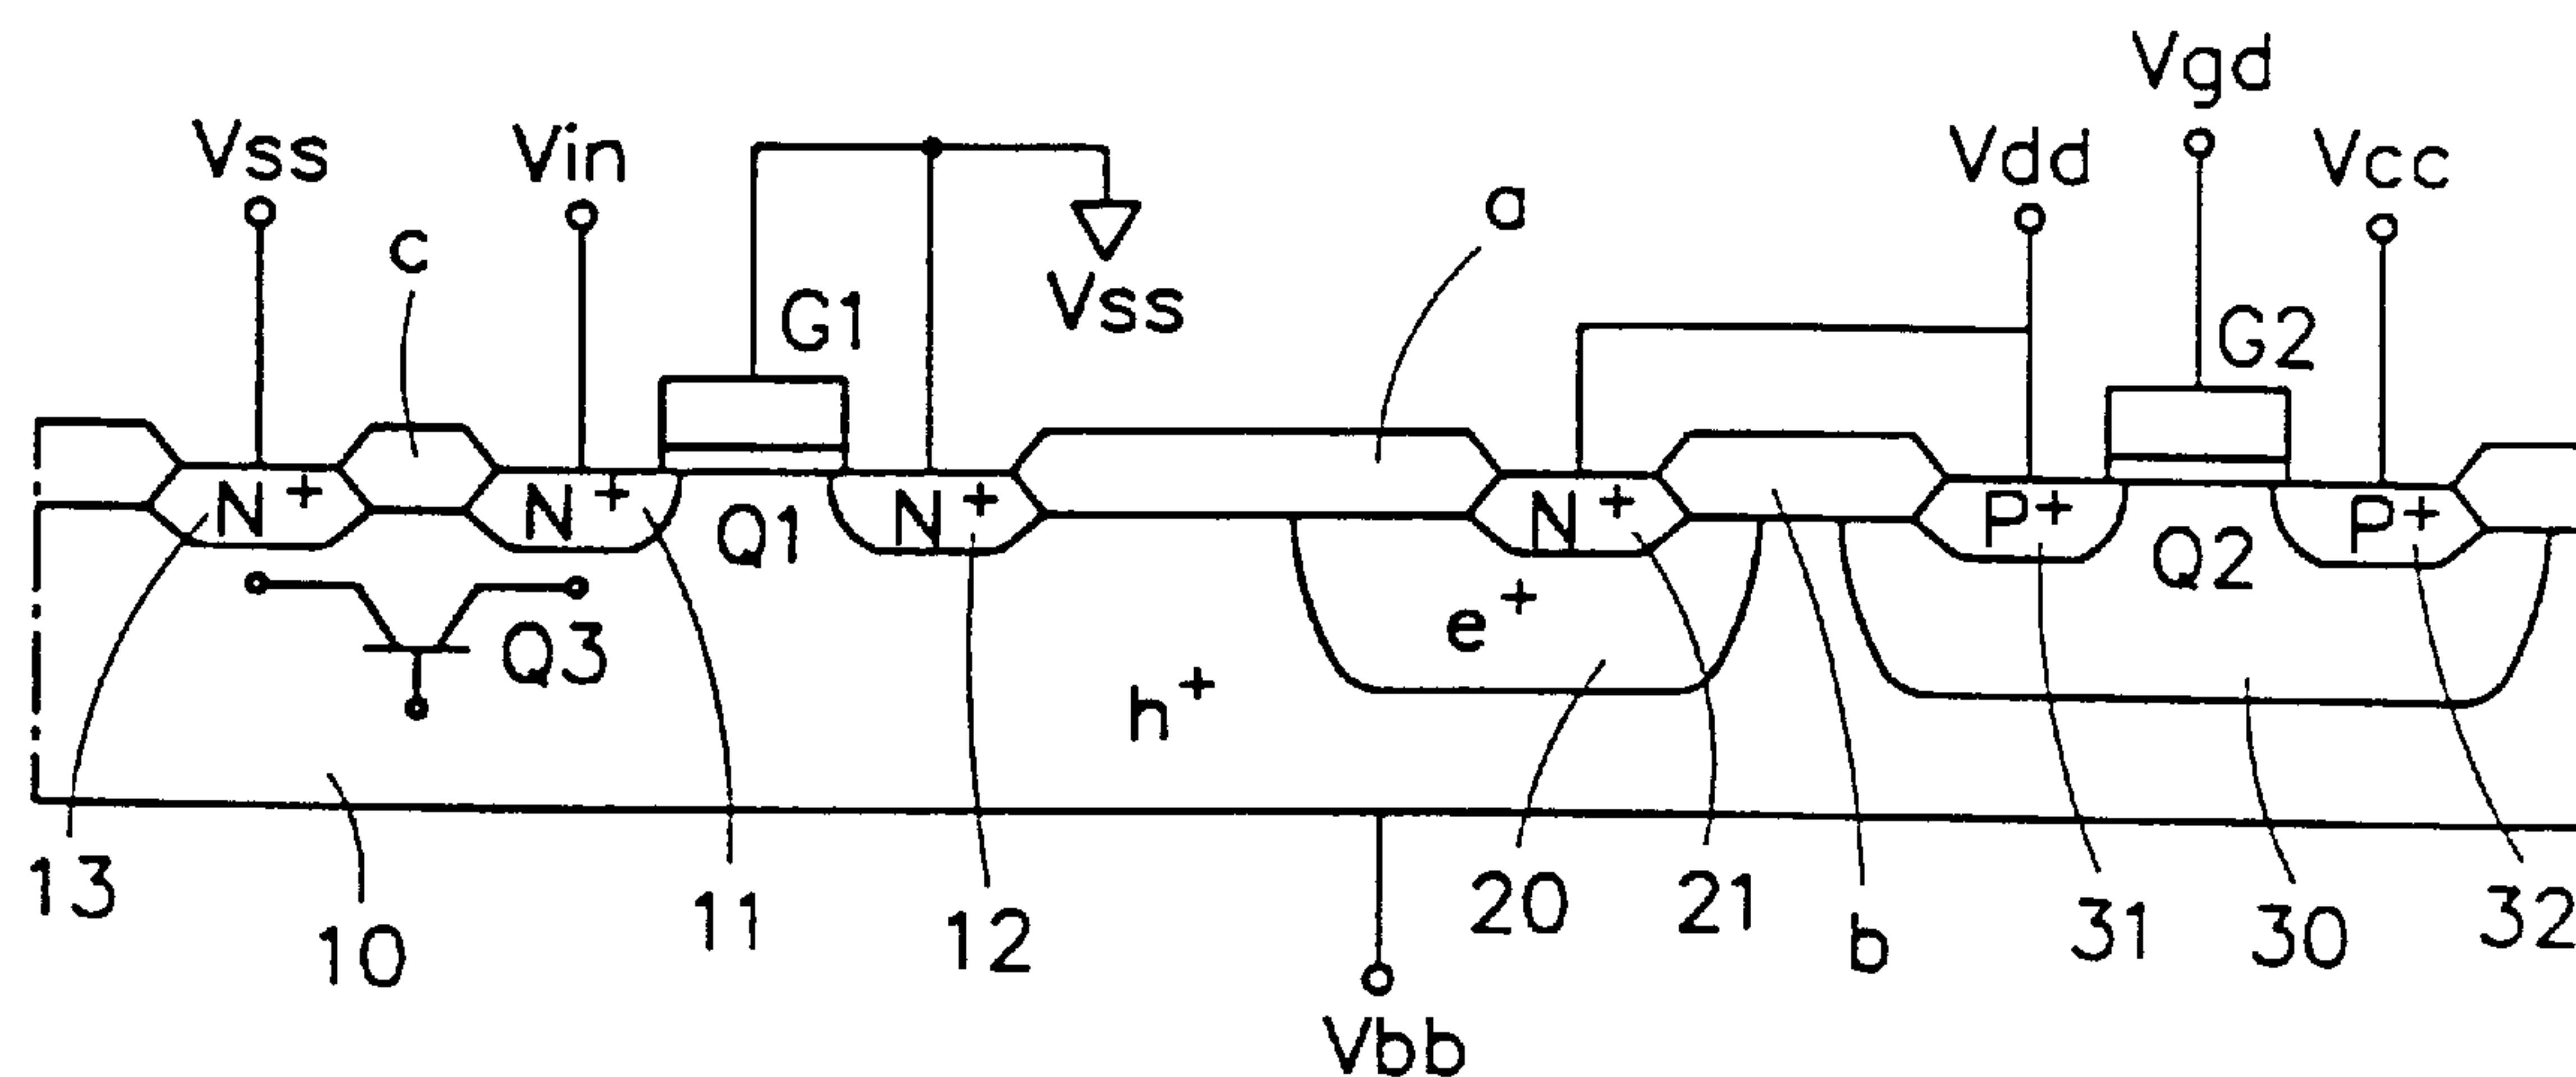 Vgd
Vss Vin Vdd Vcc
c a
Vss
G1 G2
N+ N+ Q1 N+ N+ P+ Q2 P+
Q3 e+
h+
13 10 11 12 20 21 b 31 30 32
Vbb